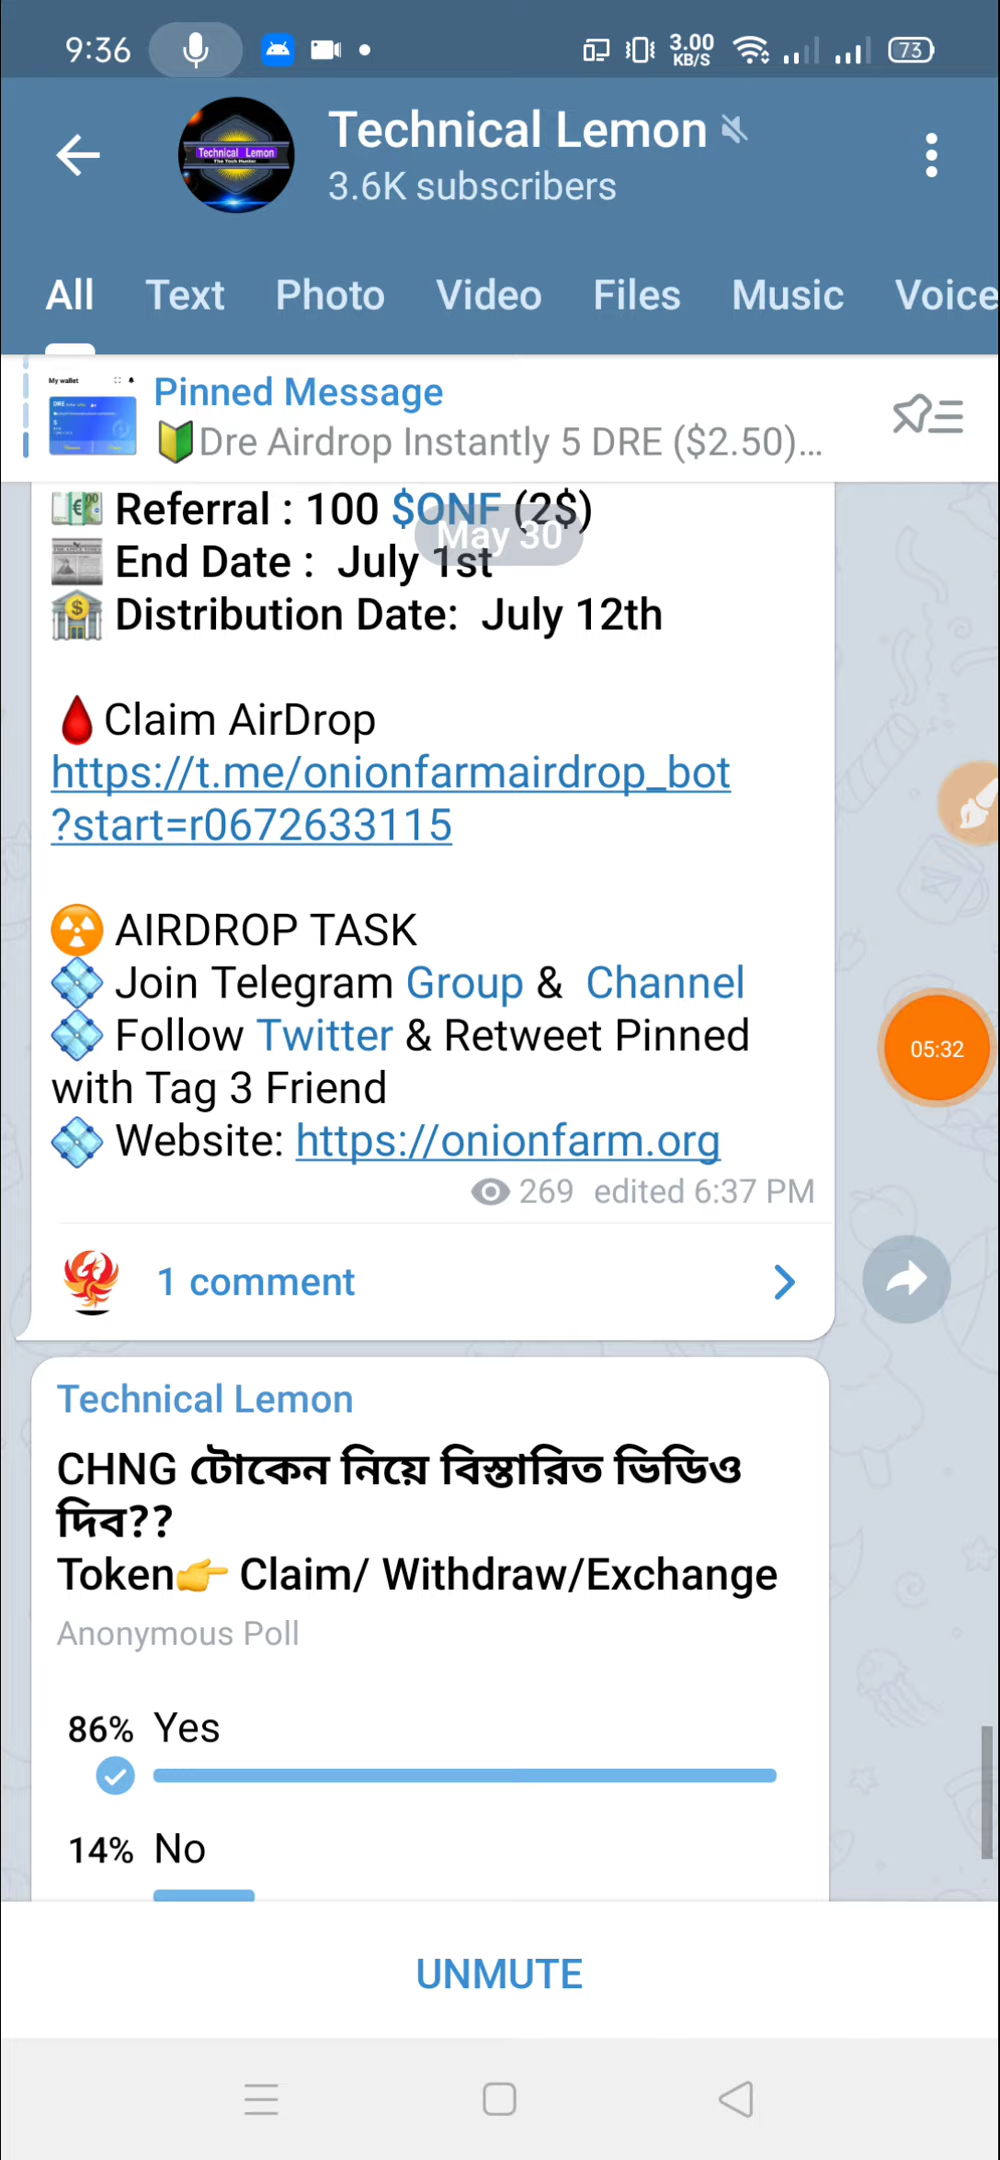 9:36
3.00
KB/S
73
Technical Lemon
3.6K subscribers
Technical Lemon
All Text Photo Video Files Music Voice
My wallet
Pinned Message
🔰Dre Airdrop Instantly 5 DRE ($2.50)...
💶 Referral : 100 $ONF (2$)
May 30
📰 End Date : July 1st
🏦 Distribution Date: July 12th
🩸Claim AirDrop
https://t.me/onionfarmairdrop_bot
?start=r0672633115
☢️ AIRDROP TASK
💠 Join Telegram Group & Channel
💠 Follow Twitter & Retweet Pinned
with Tag 3 Friend
💠 Website: https://onionfarm.org
269 edited 6:37 PM
05:32
1 comment
Technical Lemon
CHNG টোকেন নিয়ে বিস্তারিত ভিডিও
দিব??
Token👉 Claim/ Withdraw/Exchange
Anonymous Poll
86% Yes
14% No
UNMUTE